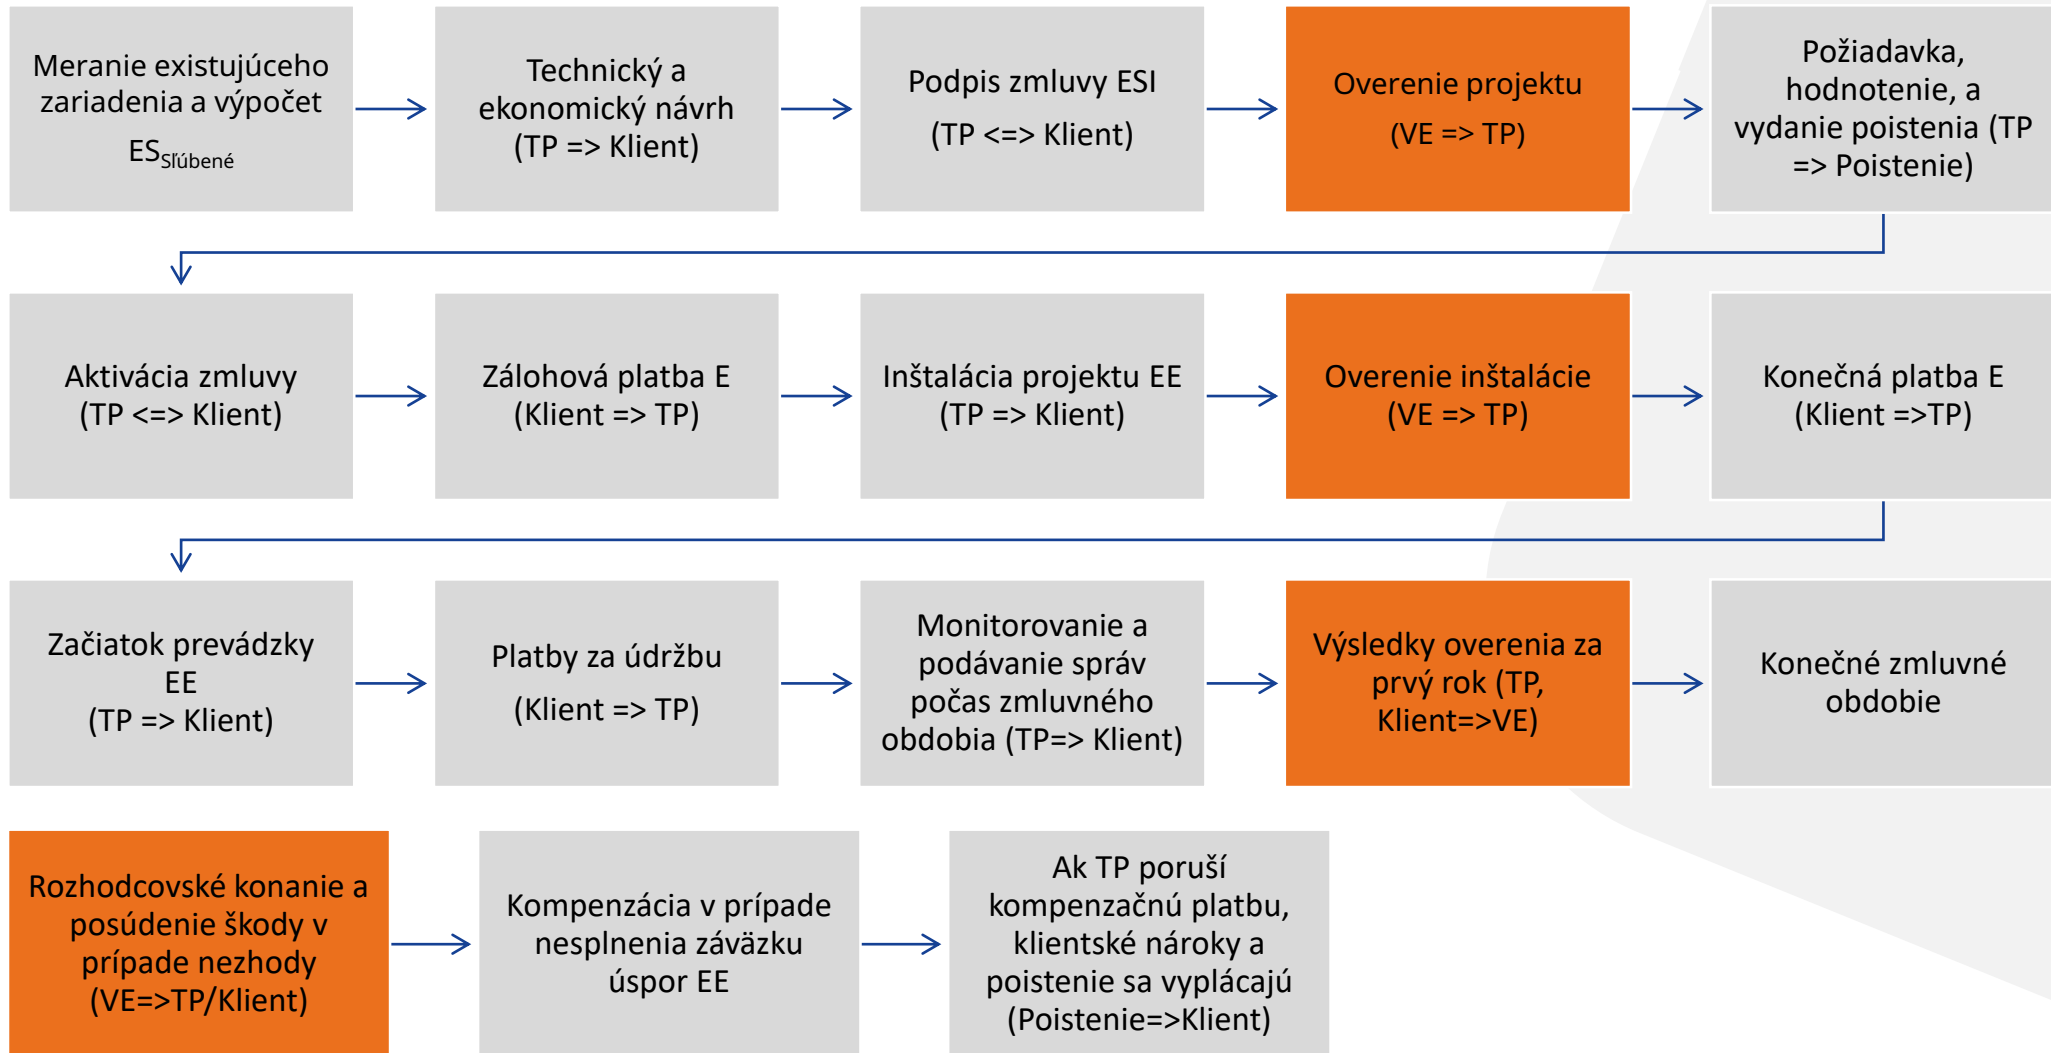 Meranie existujúceho
zariadenia a výpočet
ESSľúbené
Technický a
ekonomický návrh
(TP => Klient)
Podpis zmluvy ESI
(TP <=> Klient)
Overenie projektu
(VE => TP)
Požiadavka,
hodnotenie, a
vydanie poistenia (TP
=> Poistenie)
Aktivácia zmluvy
(TP <=> Klient)
Zálohová platba E
(Klient => TP)
Inštalácia projektu EE
(TP => Klient)
Overenie inštalácie
(VE => TP)
Konečná platba E
(Klient =>TP)
Začiatok prevádzky
EE
(TP => Klient)
Platby za údržbu
(Klient => TP)
Monitorovanie a
podávanie správ
počas zmluvného
obdobia (TP=> Klient)
Výsledky overenia za
prvý rok (TP,
Klient=>VE)
Konečné zmluvné
obdobie
Rozhodcovské konanie a
posúdenie škody v
prípade nezhody
(VE=>TP/Klient)
Kompenzácia v prípade
nesplnenia záväzku
úspor EE
Ak TP poruší
kompenzačnú platbu,
klientské nároky a
poistenie sa vyplácajú
(Poistenie=>Klient)